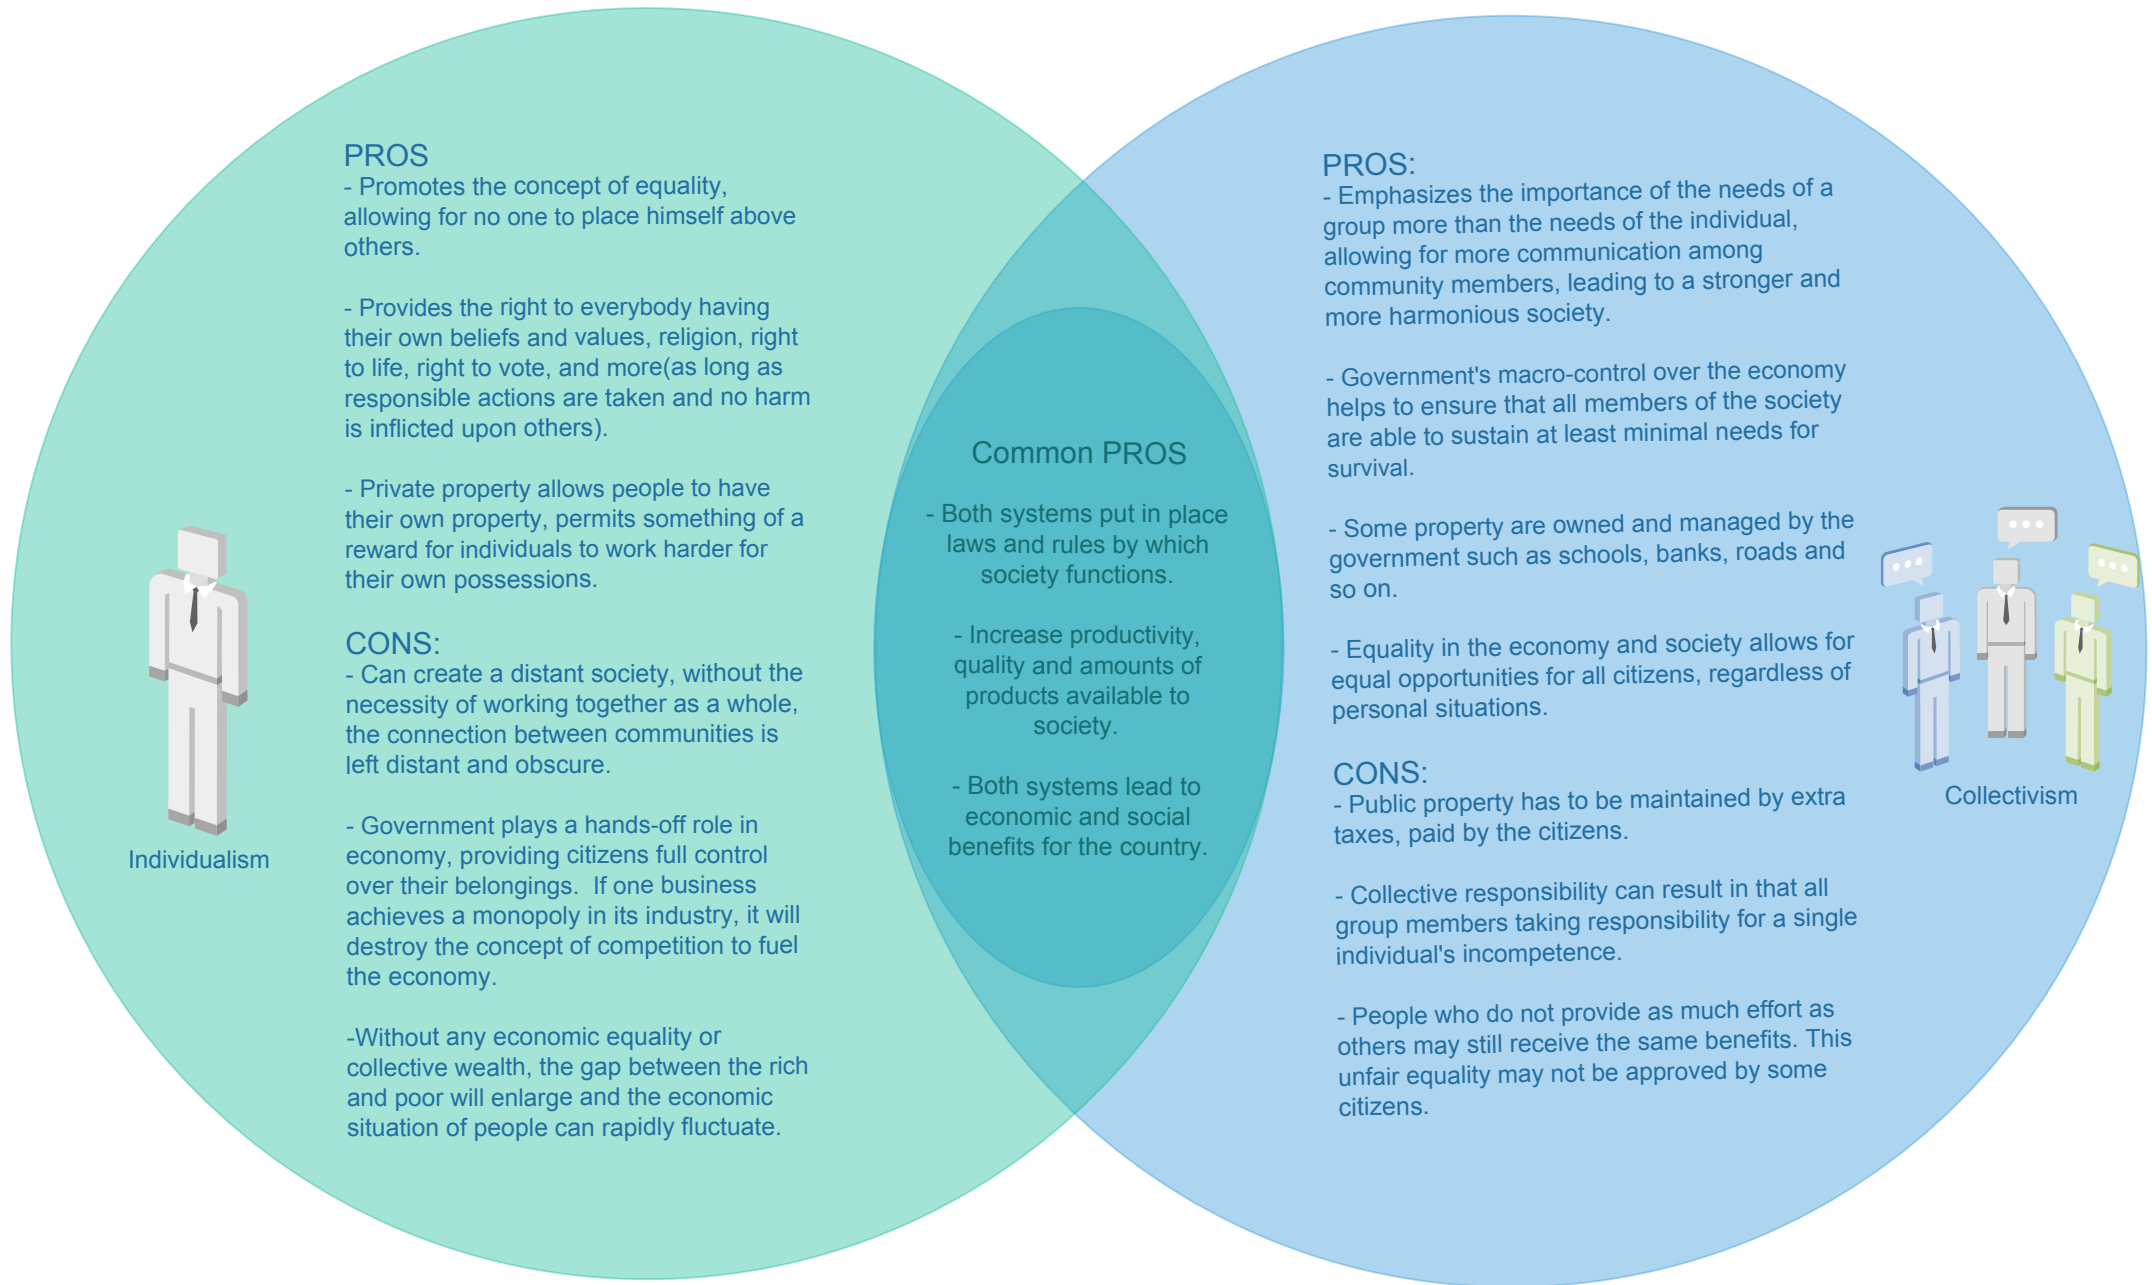 PROS
- Promotes the concept of equality,
allowing for no one to place himself above
others.
- Provides the right to everybody having
their own beliefs and values, religion, right
to life, right to vote, and more(as long as
responsible actions are taken and no harm
is inflicted upon others).
- Private property allows people to have
their own property, permits something of a
reward for individuals to work harder for
their own possessions.
CONS:
- Can create a distant society, without the
necessity of working together as a whole,
the connection between communities is
left distant and obscure.
- Government plays a hands-off role in
economy, providing citizens full control
over their belongings.  If one business
achieves a monopoly in its industry, it will
destroy the concept of competition to fuel
the economy.
-Without any economic equality or
collective wealth, the gap between the rich
and poor will enlarge and the economic
situation of people can rapidly fluctuate.
Individualism
Common PROS
- Both systems put in place
laws and rules by which
society functions.
- Increase productivity,
quality and amounts of
products available to
society.
- Both systems lead to
economic and social
benefits for the country.
PROS:
- Emphasizes the importance of the needs of a
group more than the needs of the individual,
allowing for more communication among
community members, leading to a stronger and
more harmonious society.
- Government's macro-control over the economy
helps to ensure that all members of the society
are able to sustain at least minimal needs for
survival.
- Some property are owned and managed by the
government such as schools, banks, roads and
so on.
- Equality in the economy and society allows for
equal opportunities for all citizens, regardless of
personal situations.
CONS:
- Public property has to be maintained by extra
taxes, paid by the citizens.
- Collective responsibility can result in that all
group members taking responsibility for a single
individual's incompetence.
- People who do not provide as much effort as
others may still receive the same benefits. This
unfair equality may not be approved by some
citizens.
Collectivism